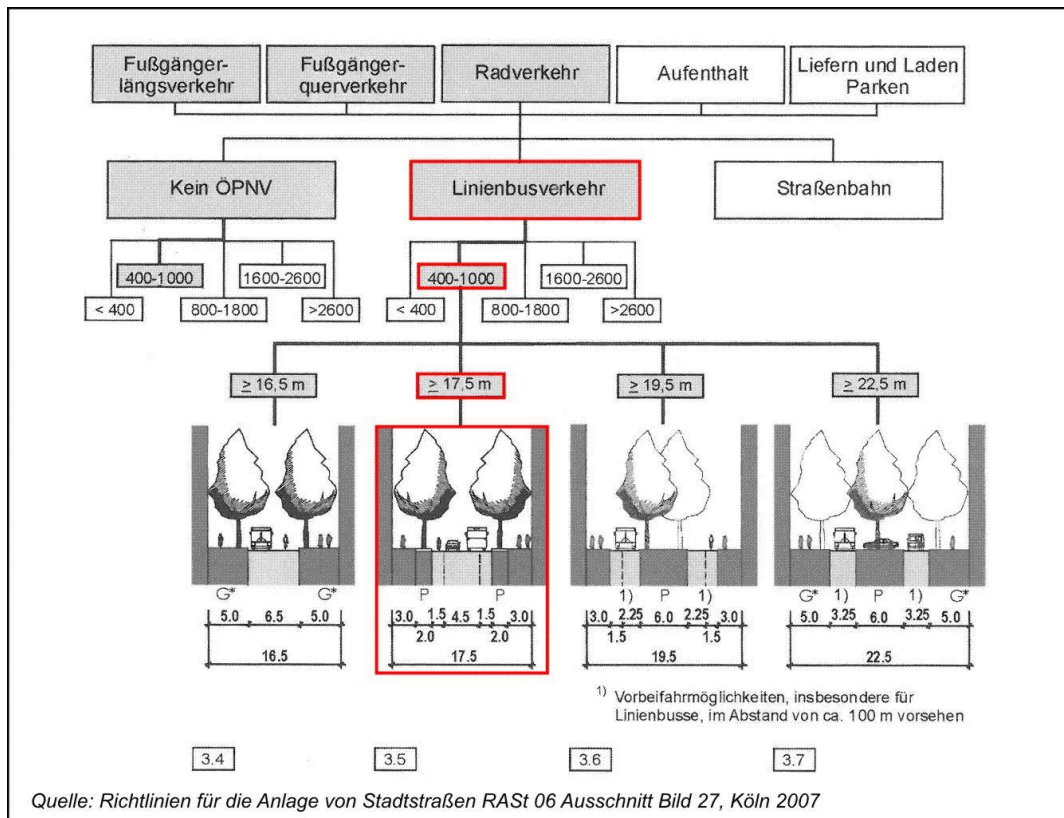 Fußgänger-
längsverkehr
Fußgänger-
querverkehr
Radverkehr
Aufenthalt
Liefern und Laden
Parken
Kein ÖPNV
Linienbusverkehr
Straßenbahn
400-1000
1600-2600
400-1000
1600-2600
< 400
800-1800
>2600
< 400
800-1800
>2600
≥ 16,5 m
≥ 17,5 m
≥ 19,5 m
≥ 22,5 m
G* G*
5.0 6.5 5.0
16.5
P P
3.0 1.5 4.5 1.5 3.0
2.0 2.0
17.5
1) P 1)
3.0 2.25 6.0 2.25 3.0
1.5 1.5
19.5
G* 1) P 1) G*
5.0 3.25 6.0 3.25 5.0
22.5
1) Vorbeifahrmöglichkeiten, insbesondere für
Linienbusse, im Abstand von ca. 100 m vorsehen
3.4
3.5
3.6
3.7
Quelle: Richtlinien für die Anlage von Stadtstraßen RASt 06 Ausschnitt Bild 27, Köln 2007